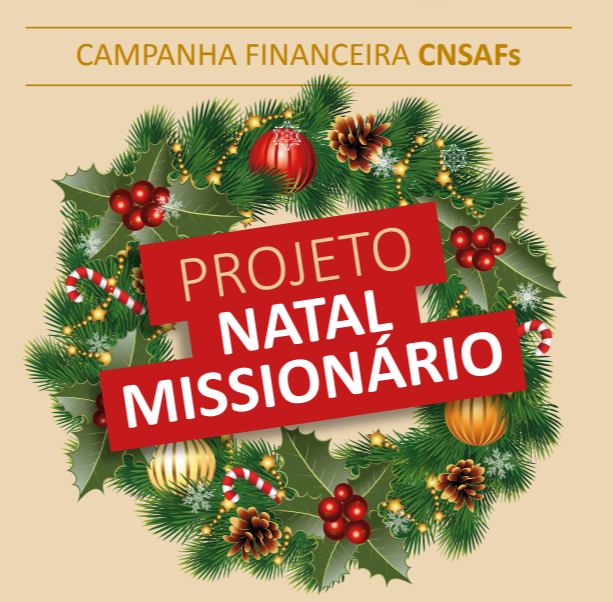 CAMPANHA FINANCEIRA CNSAFs
PROJETO
NATAL
MISSIONÁRIO